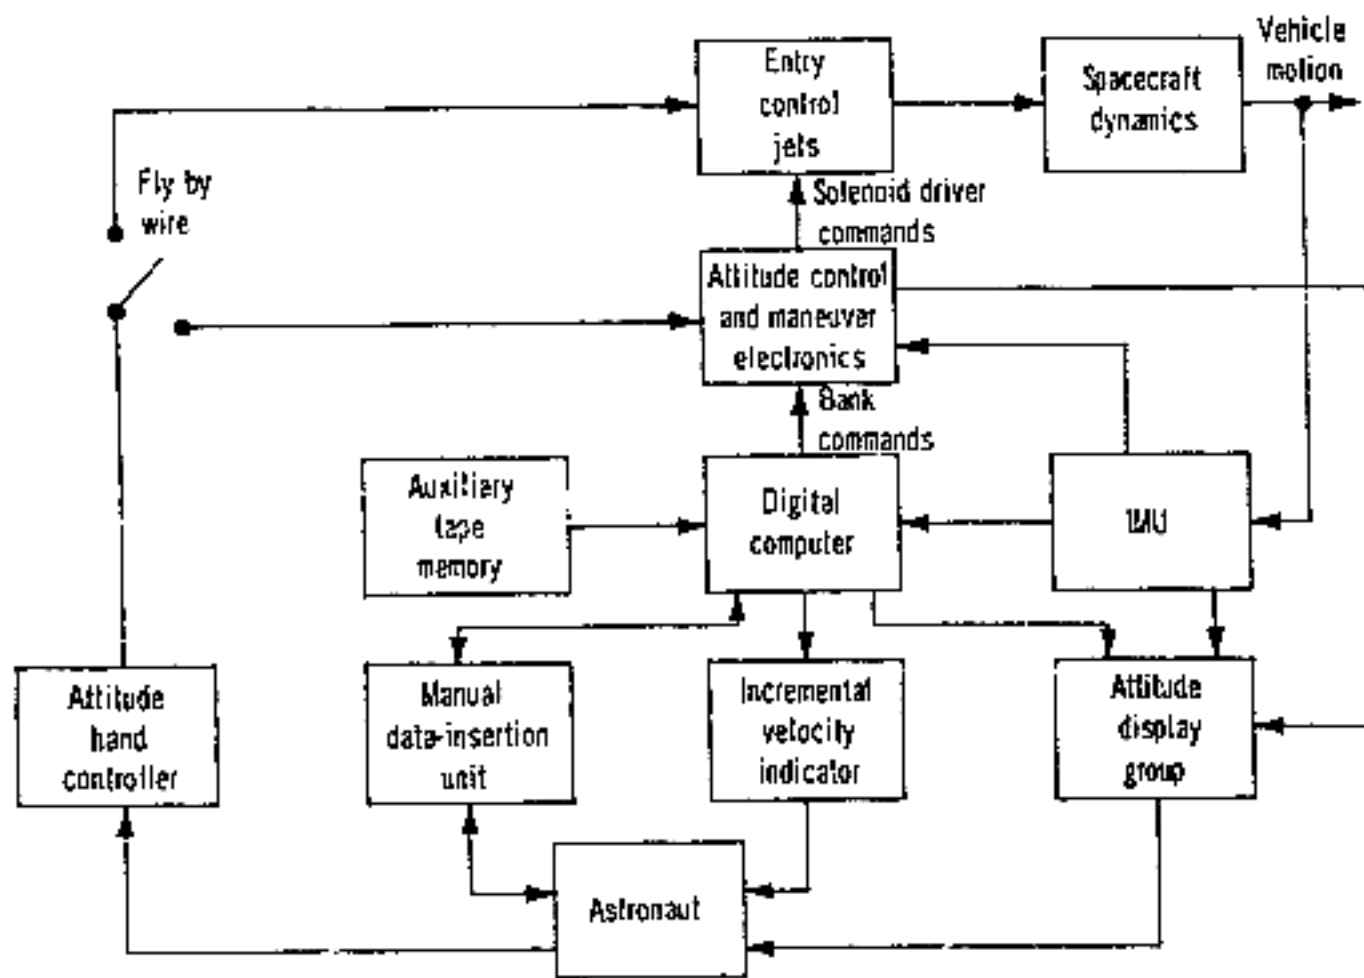 Entry
control
jets
Spacecraft
dynamics
Vehicle
motion
Fly by
wire
Solenoid driver
commands
Attitude control
and maneuver
electronics
Bank
commands
Auxiliary
tape
memory
Digital
computer
IMU
Attitude
hand
controller
Manual
data-insertion
unit
Incremental
velocity
indicator
Attitude
display
group
Astronaut